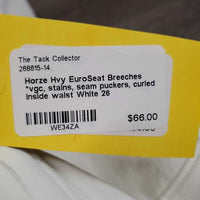 The Tack Collector
268615-14
Horze Hvy EuroSeat Breeches
*vgc, stains, seam puckers, curled
inside waist White 26
$66.00
WE34ZA